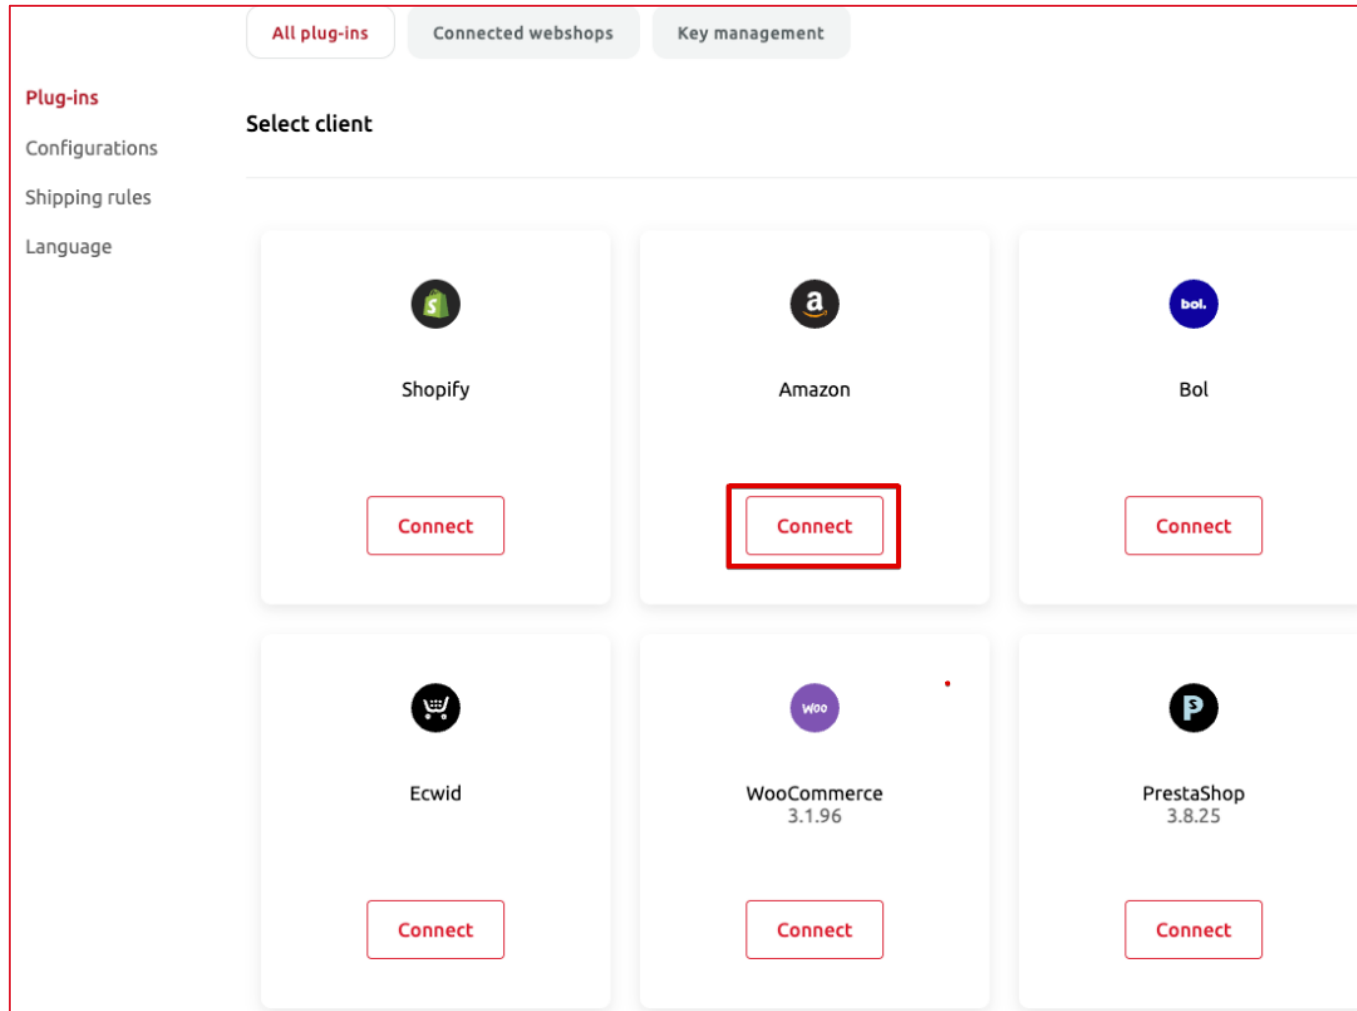 All plug-ins
Connected webshops
Key management
Plug-ins
Configurations
Shipping rules
Language
Select client
a
bol.
Shopify
Amazon
Bol
Connect
Connect
Connect
Woo
Ecwid
WooCommerce
3.1.96
PrestaShop
3.8.25
Connect
Connect
Connect